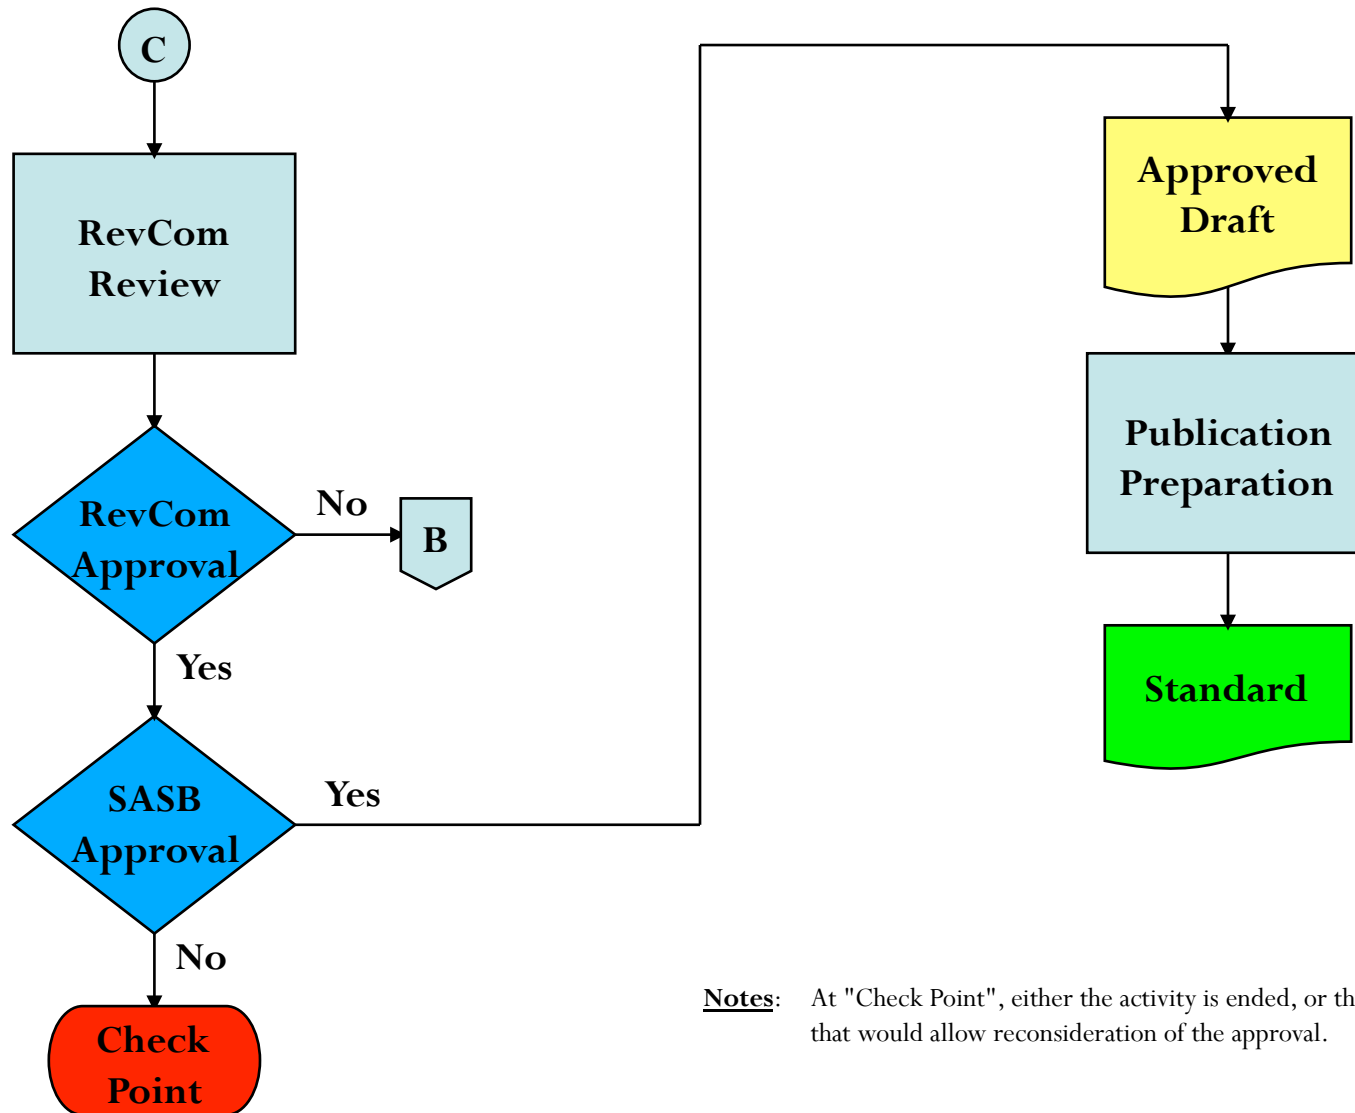 C
RevCom
Review
RevCom
Approval
No
B
Yes
SASB
Approval
Yes
No
Check
Point
Approved
Draft
Publication
Preparation
Standard
Notes: At "Check Point", either the activity is ended, or th
that would allow reconsideration of the approval.